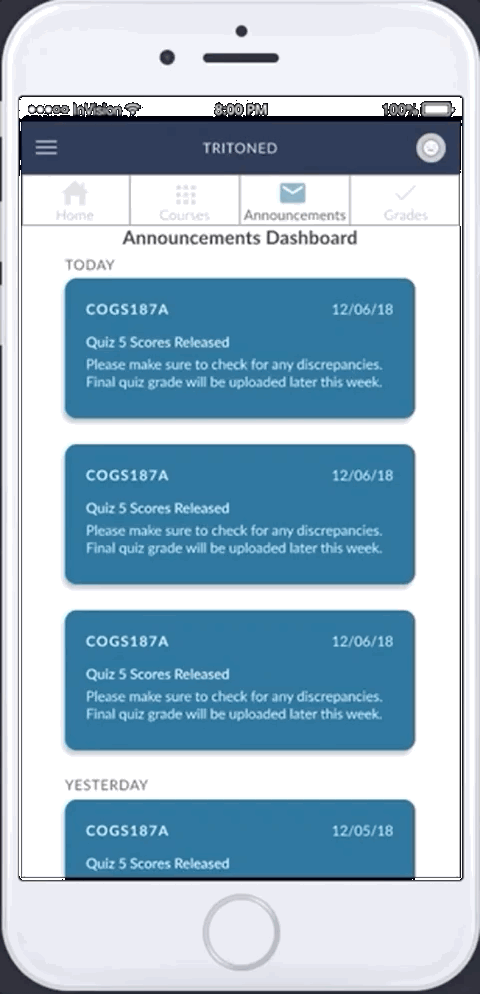 InVision 8:00 PM 100%
TRITONED
Home Courses Announcements Grades
Announcements Dashboard
TODAY
COGS187A 12/06/18
Quiz 5 Scores Released
Please make sure to check for any discrepancies.
Final quiz grade will be uploaded later this week.
COGS187A 12/06/18
Quiz 5 Scores Released
Please make sure to check for any discrepancies.
Final quiz grade will be uploaded later this week.
COGS187A 12/06/18
Quiz 5 Scores Released
Please make sure to check for any discrepancies.
Final quiz grade will be uploaded later this week.
YESTERDAY
COGS187A 12/05/18
Quiz 5 Scores Released